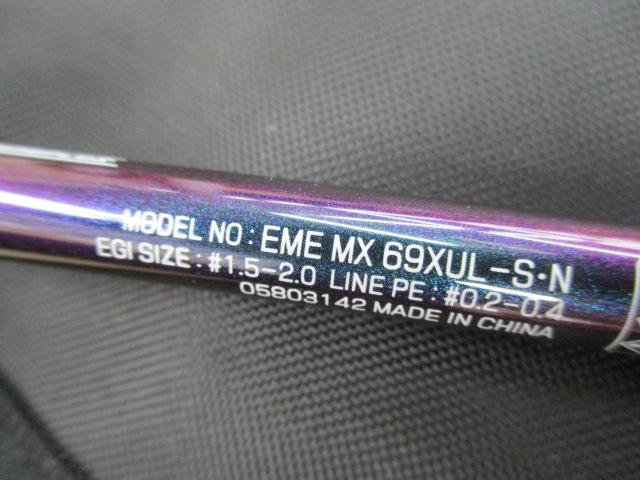 MODEL NO : EME MX 69XUL-S·N
EGI SIZE : #1.5-2.0 LINE PE : #0.2-0.4
05803142 MADE IN CHINA